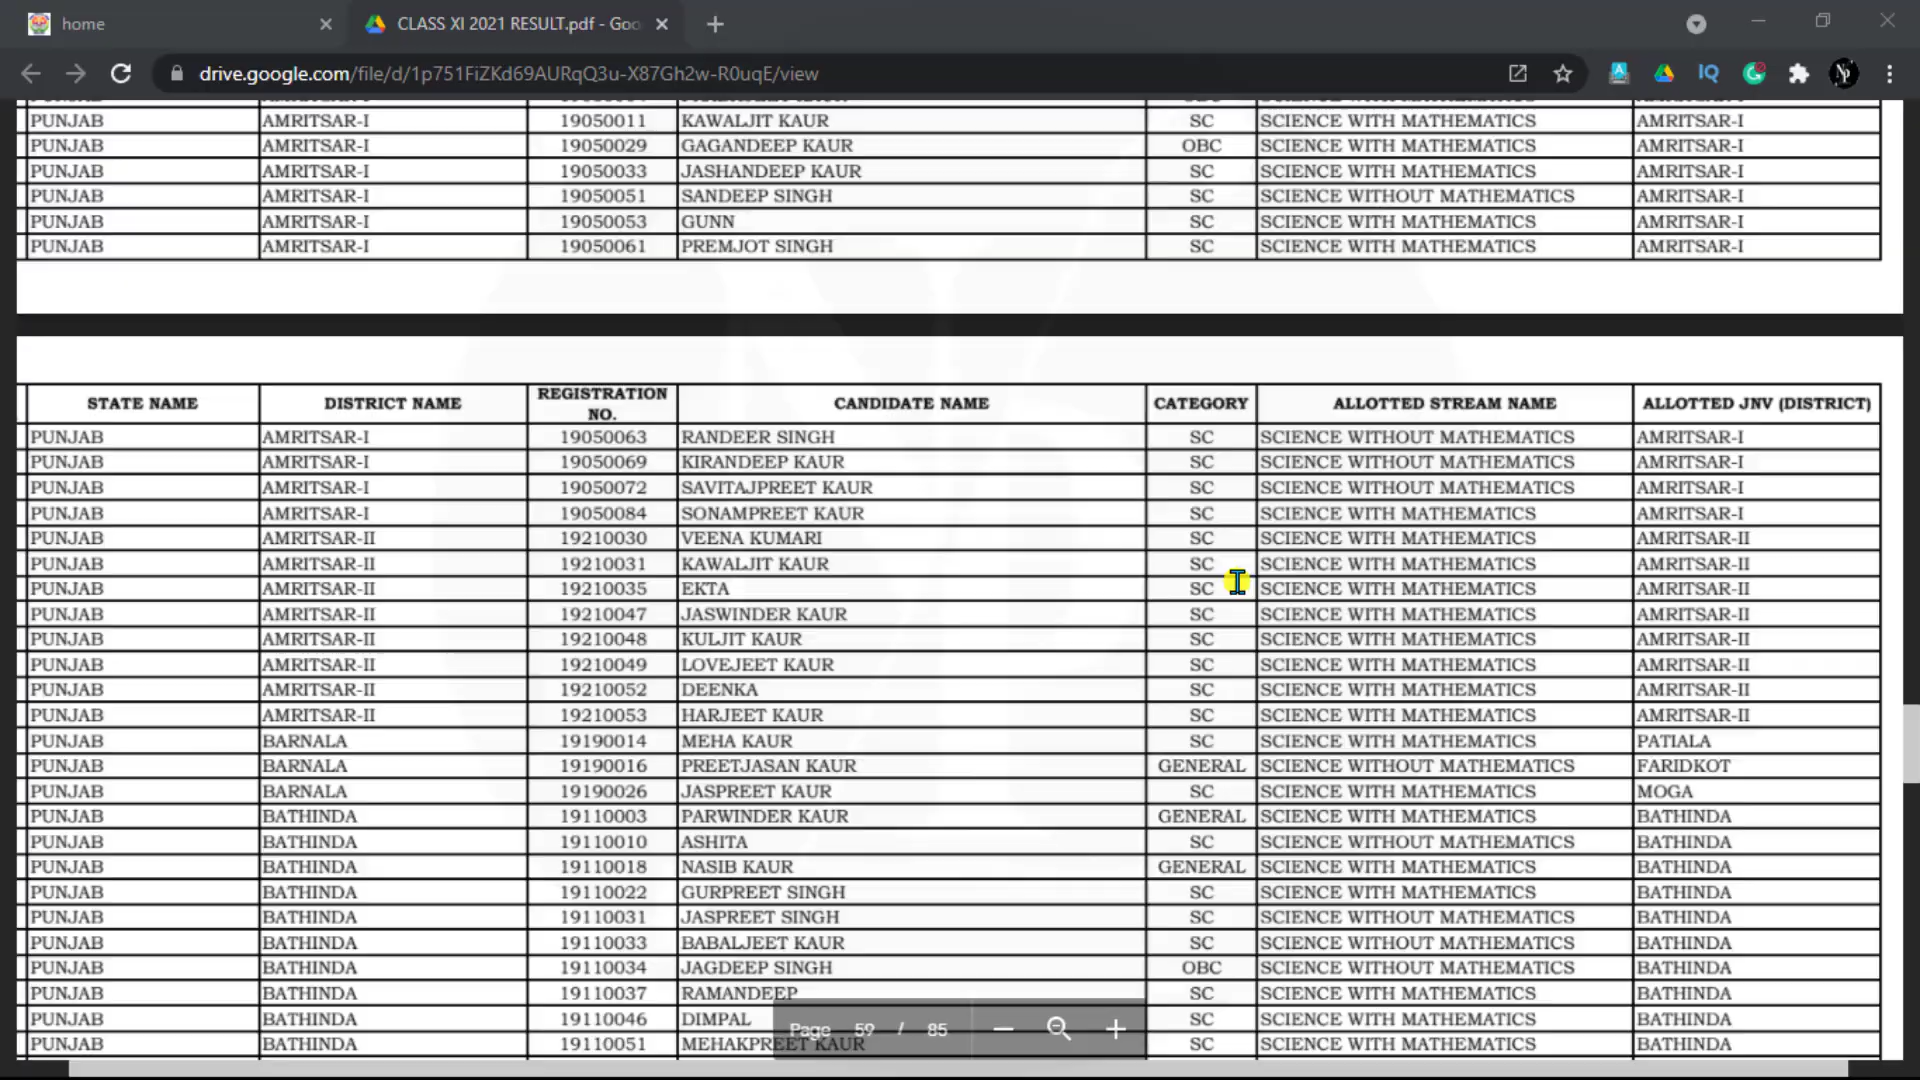 home
CLASS XI 2021 RESULT.pdf - Goo
drive.google.com/file/d/1p751FiZKd69AURqQ3u-X87Gh2w-R0uqE/view
PUNJAB AMRITSAR-I 19050011 KAWALJIT KAUR SC SCIENCE WITH MATHEMATICS AMRITSAR-I
PUNJAB AMRITSAR-I 19050029 GAGANDEEP KAUR OBC SCIENCE WITH MATHEMATICS AMRITSAR-I
PUNJAB AMRITSAR-I 19050033 JASHANDEEP KAUR SC SCIENCE WITH MATHEMATICS AMRITSAR-I
PUNJAB AMRITSAR-I 19050051 SANDEEP SINGH SC SCIENCE WITHOUT MATHEMATICS AMRITSAR-I
PUNJAB AMRITSAR-I 19050053 GUNN SC SCIENCE WITH MATHEMATICS AMRITSAR-I
PUNJAB AMRITSAR-I 19050061 PREMJOT SINGH SC SCIENCE WITH MATHEMATICS AMRITSAR-I
STATE NAME DISTRICT NAME REGISTRATION NO. CANDIDATE NAME CATEGORY ALLOTTED STREAM NAME ALLOTTED JNV (DISTRICT)
PUNJAB AMRITSAR-I 19050063 RANDEER SINGH SC SCIENCE WITHOUT MATHEMATICS AMRITSAR-I
PUNJAB AMRITSAR-I 19050069 KIRANDEEP KAUR SC SCIENCE WITHOUT MATHEMATICS AMRITSAR-I
PUNJAB AMRITSAR-I 19050072 SAVITAJPREET KAUR SC SCIENCE WITHOUT MATHEMATICS AMRITSAR-I
PUNJAB AMRITSAR-I 19050084 SONAMPREET KAUR SC SCIENCE WITH MATHEMATICS AMRITSAR-I
PUNJAB AMRITSAR-II 19210030 VEENA KUMARI SC SCIENCE WITH MATHEMATICS AMRITSAR-II
PUNJAB AMRITSAR-II 19210031 KAWALJIT KAUR SC SCIENCE WITH MATHEMATICS AMRITSAR-II
PUNJAB AMRITSAR-II 19210035 EKTA SC SCIENCE WITH MATHEMATICS AMRITSAR-II
PUNJAB AMRITSAR-II 19210047 JASWINDER KAUR SC SCIENCE WITH MATHEMATICS AMRITSAR-II
PUNJAB AMRITSAR-II 19210048 KULJIT KAUR SC SCIENCE WITH MATHEMATICS AMRITSAR-II
PUNJAB AMRITSAR-II 19210049 LOVEJEET KAUR SC SCIENCE WITH MATHEMATICS AMRITSAR-II
PUNJAB AMRITSAR-II 19210052 DEENKA SC SCIENCE WITH MATHEMATICS AMRITSAR-II
PUNJAB AMRITSAR-II 19210053 HARJEET KAUR SC SCIENCE WITH MATHEMATICS AMRITSAR-II
PUNJAB BARNALA 19190014 MEHA KAUR SC SCIENCE WITH MATHEMATICS PATIALA
PUNJAB BARNALA 19190016 PREETJASAN KAUR GENERAL SCIENCE WITHOUT MATHEMATICS FARIDKOT
PUNJAB BARNALA 19190026 JASPREET KAUR SC SCIENCE WITH MATHEMATICS MOGA
PUNJAB BATHINDA 19110003 PARWINDER KAUR GENERAL SCIENCE WITH MATHEMATICS BATHINDA
PUNJAB BATHINDA 19110010 ASHITA SC SCIENCE WITHOUT MATHEMATICS BATHINDA
PUNJAB BATHINDA 19110018 NASIB KAUR GENERAL SCIENCE WITH MATHEMATICS BATHINDA
PUNJAB BATHINDA 19110022 GURPREET SINGH SC SCIENCE WITH MATHEMATICS BATHINDA
PUNJAB BATHINDA 19110031 JASPREET SINGH SC SCIENCE WITHOUT MATHEMATICS BATHINDA
PUNJAB BATHINDA 19110033 BABALJEET KAUR SC SCIENCE WITHOUT MATHEMATICS BATHINDA
PUNJAB BATHINDA 19110034 JAGDEEP SINGH OBC SCIENCE WITHOUT MATHEMATICS BATHINDA
PUNJAB BATHINDA 19110037 RAMANDEEP SC SCIENCE WITH MATHEMATICS BATHINDA
PUNJAB BATHINDA 19110046 DIMPAL SC SCIENCE WITH MATHEMATICS BATHINDA
PUNJAB BATHINDA 19110051 MEHAKPREET KAUR SC SCIENCE WITH MATHEMATICS BATHINDA
Page 59 / 85